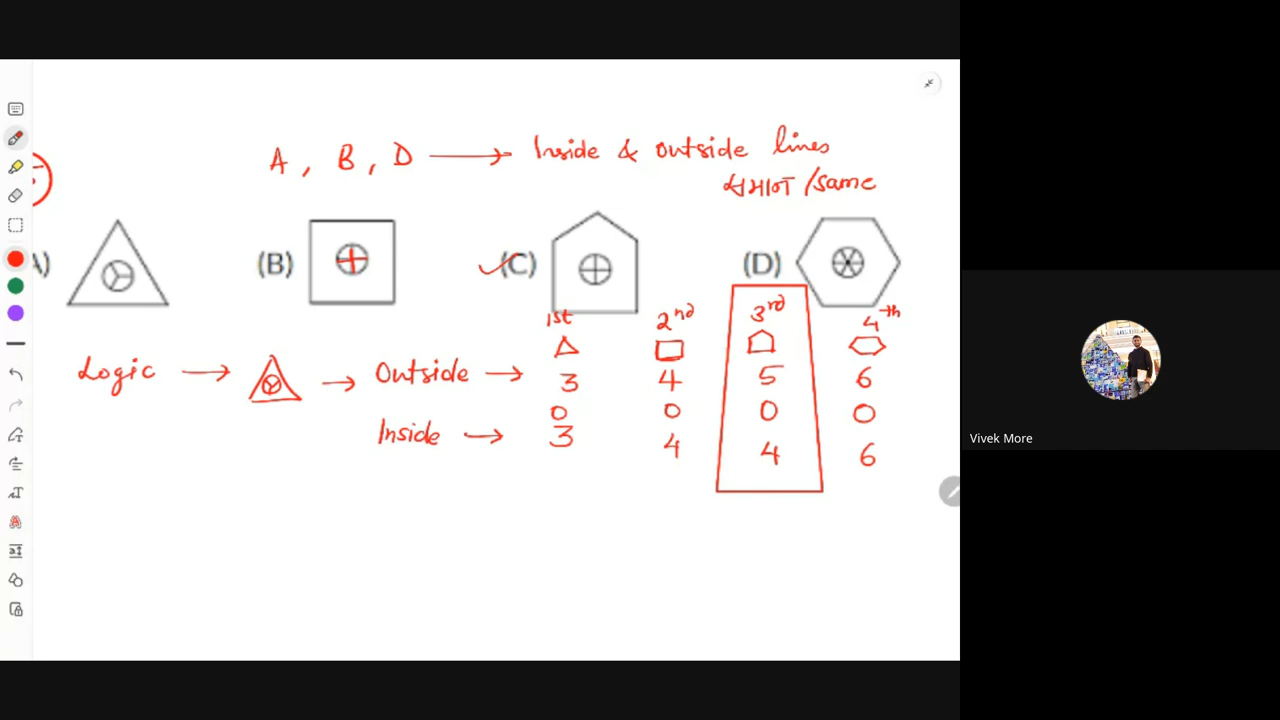 A , B , D → Inside & outside lines
समान /same
A) (B) (C) (D)
1st 2nd 3rd 4th
Logic → → Outside → 3 4 5 6
0 0 0 0
Inside → 3 4 4 6
Vivek More